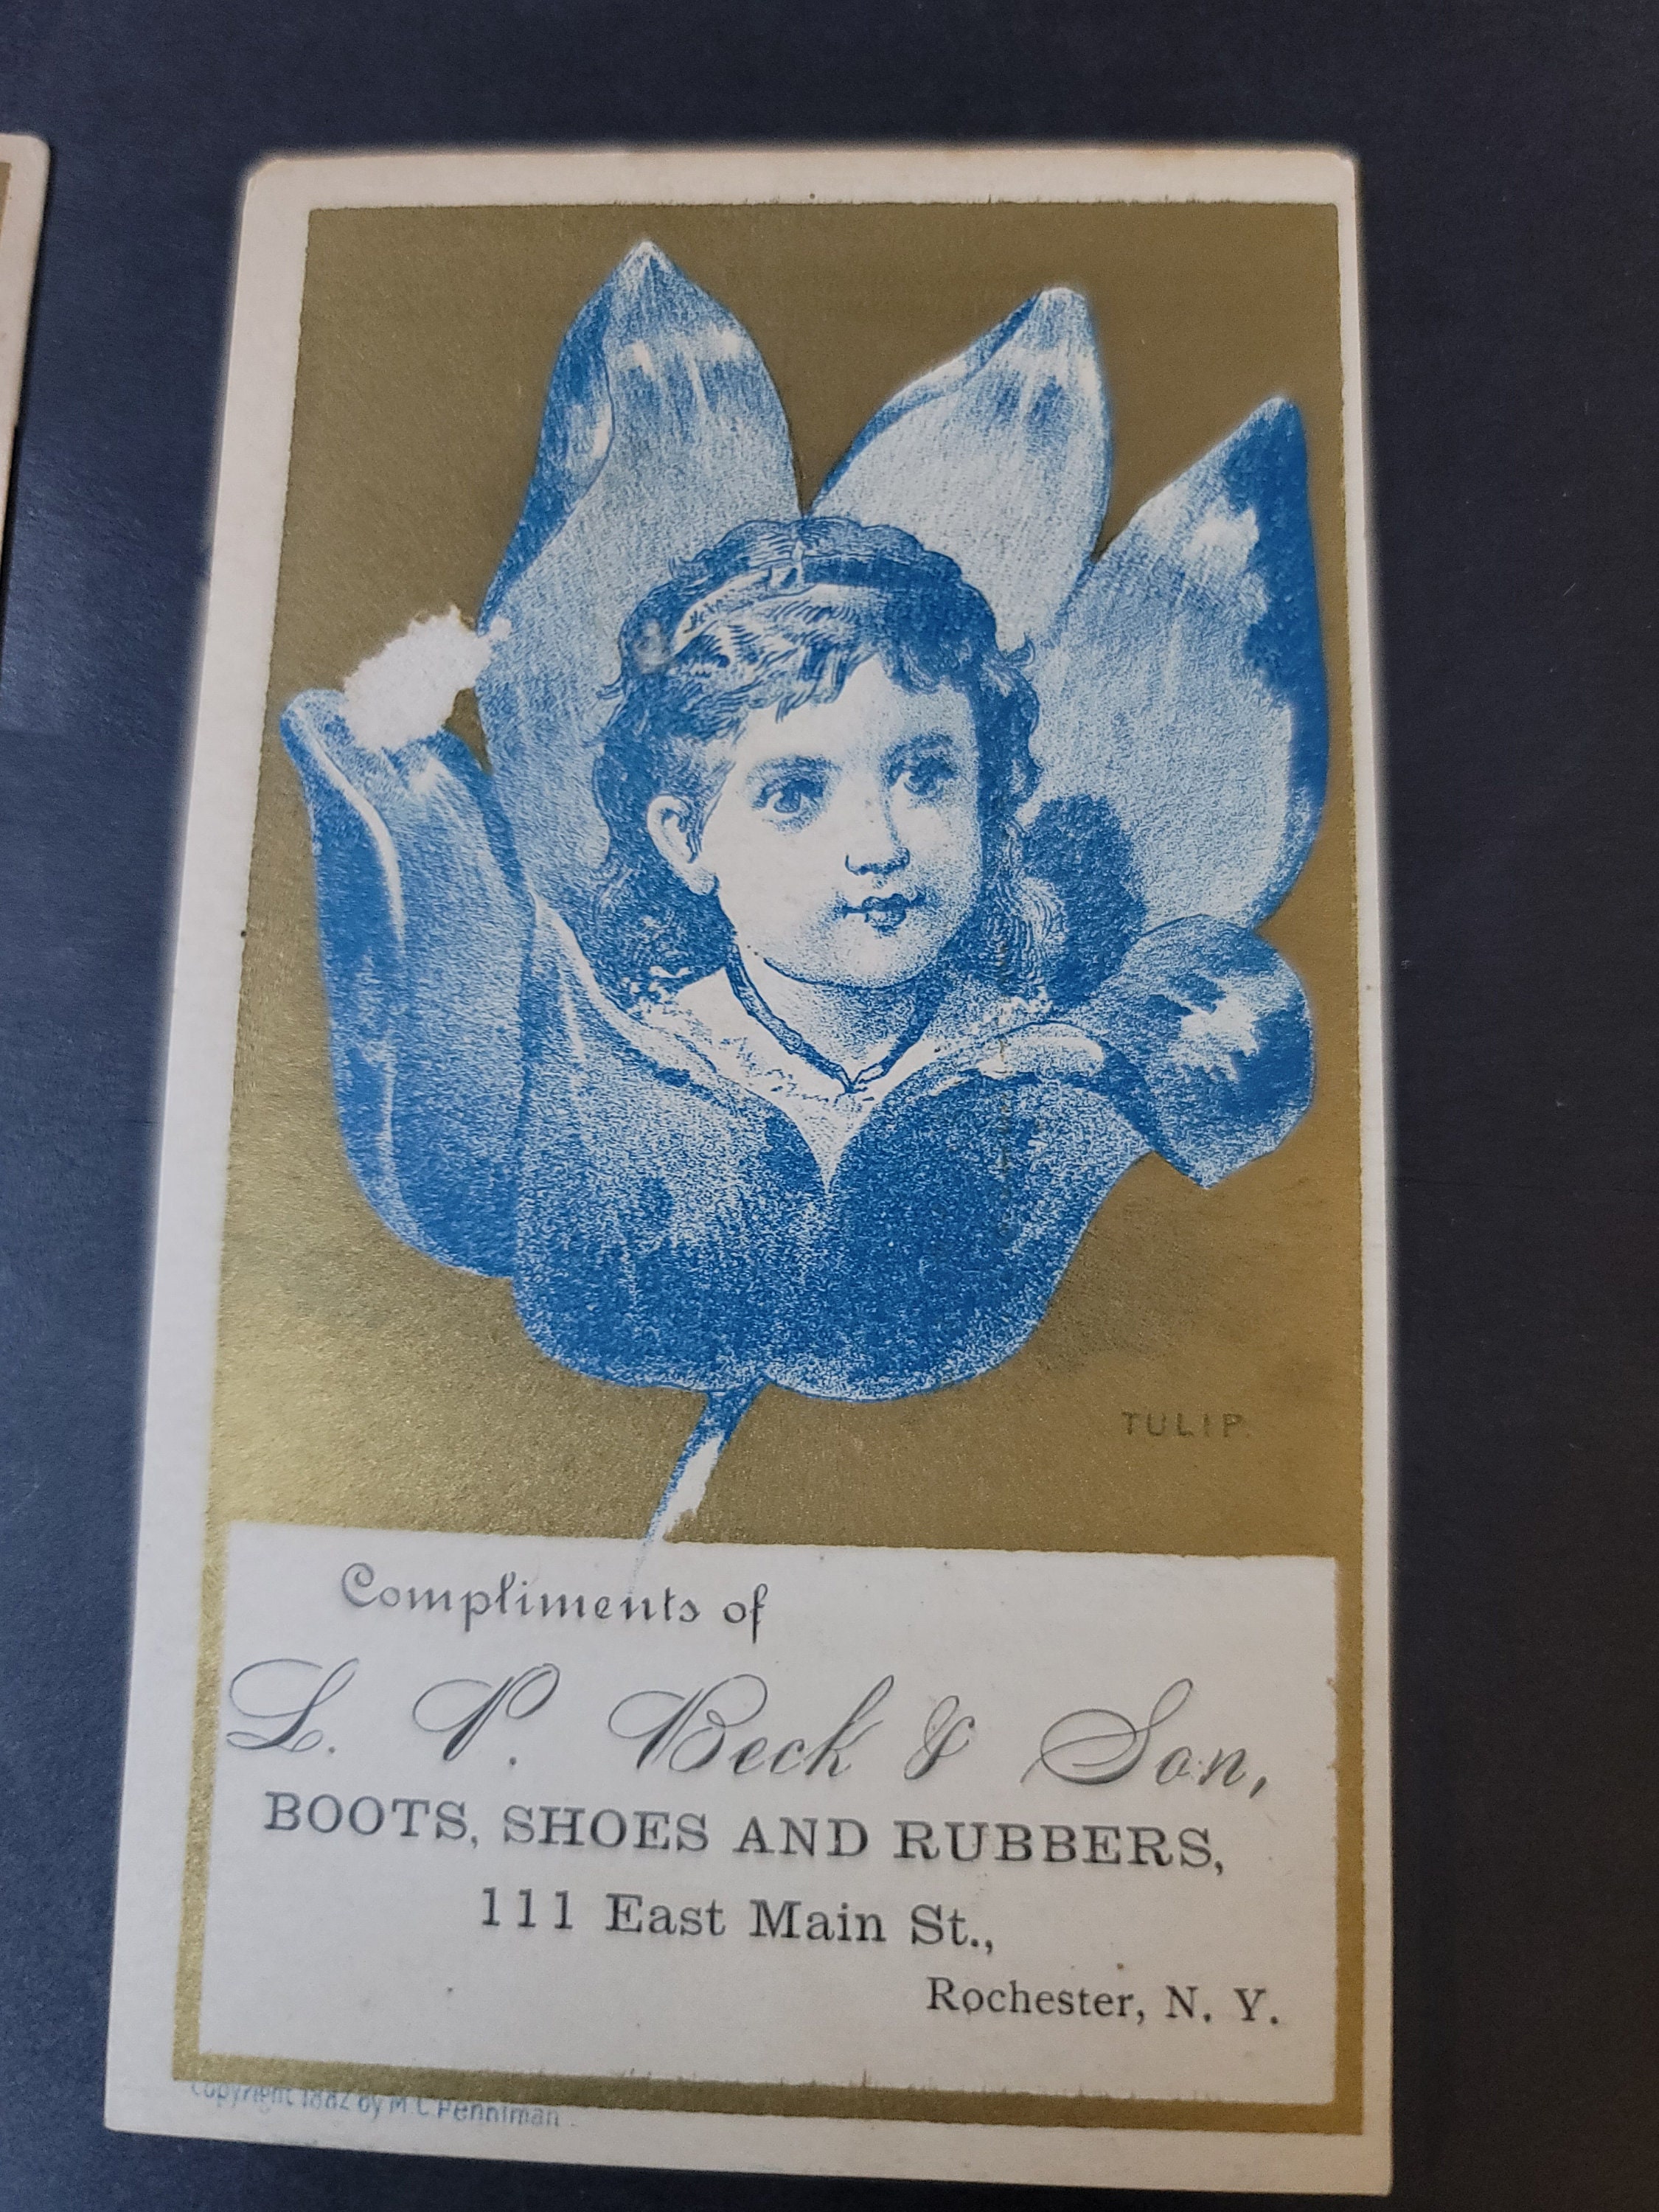 TULIP.
Compliments of
L. P. Beck & Son,
BOOTS, SHOES AND RUBBERS,
111 East Main St.,
Rochester, N. Y.
Copyright 1882 by M C Penniman